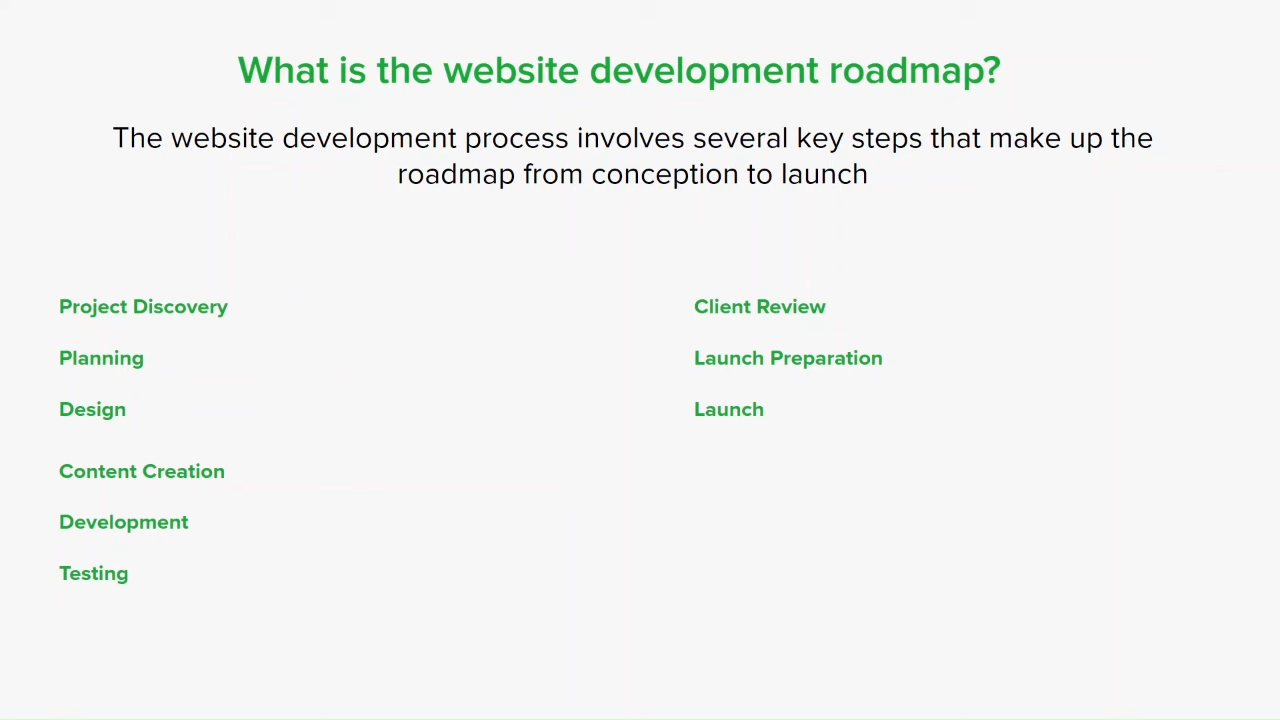 What is the website development roadmap?
The website development process involves several key steps that make up the
roadmap from conception to launch
Project Discovery
Planning
Design
Content Creation
Development
Testing
Client Review
Launch Preparation
Launch